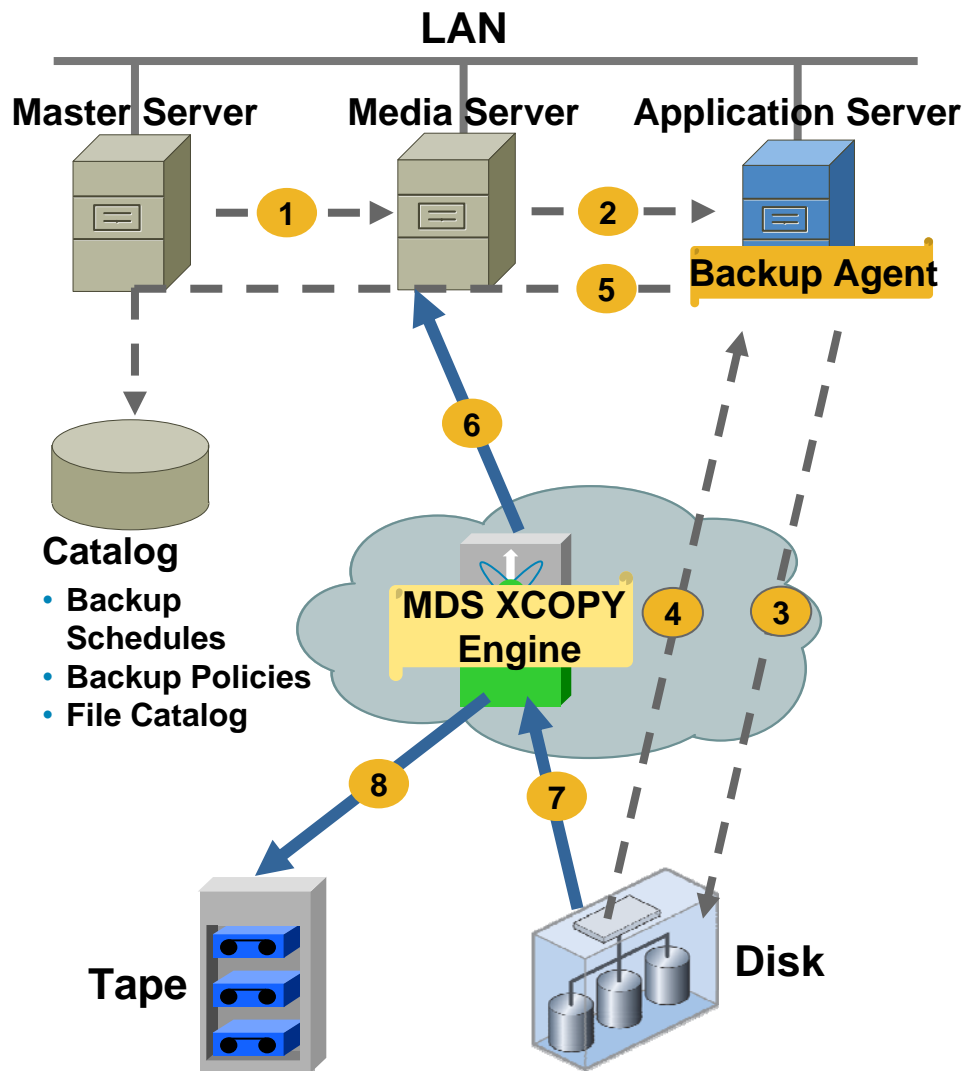 LAN
Master Server
Media Server
Application Server
1
2
Backup Agent
5
6
Catalog
• Backup
Schedules
• Backup Policies
• File Catalog
MDS XCOPY
Engine
4
3
8
7
Tape
Disk